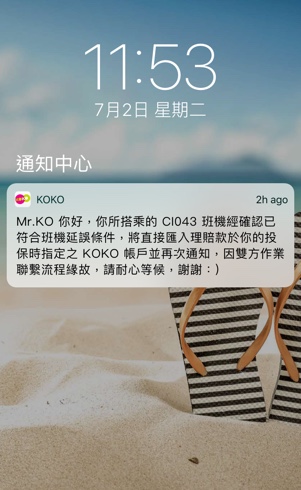 11:53
7月2日 星期二
通知中心
KOKO 2h ago
Mr.KO 你好，你所搭乘的 CI043 班機經確認已
符合班機延誤條件，將直接匯入理賠款於你的投
保時指定之 KOKO 帳戶並再次通知，因雙方作業
聯繫流程緣故，請耐心等候，謝謝：）